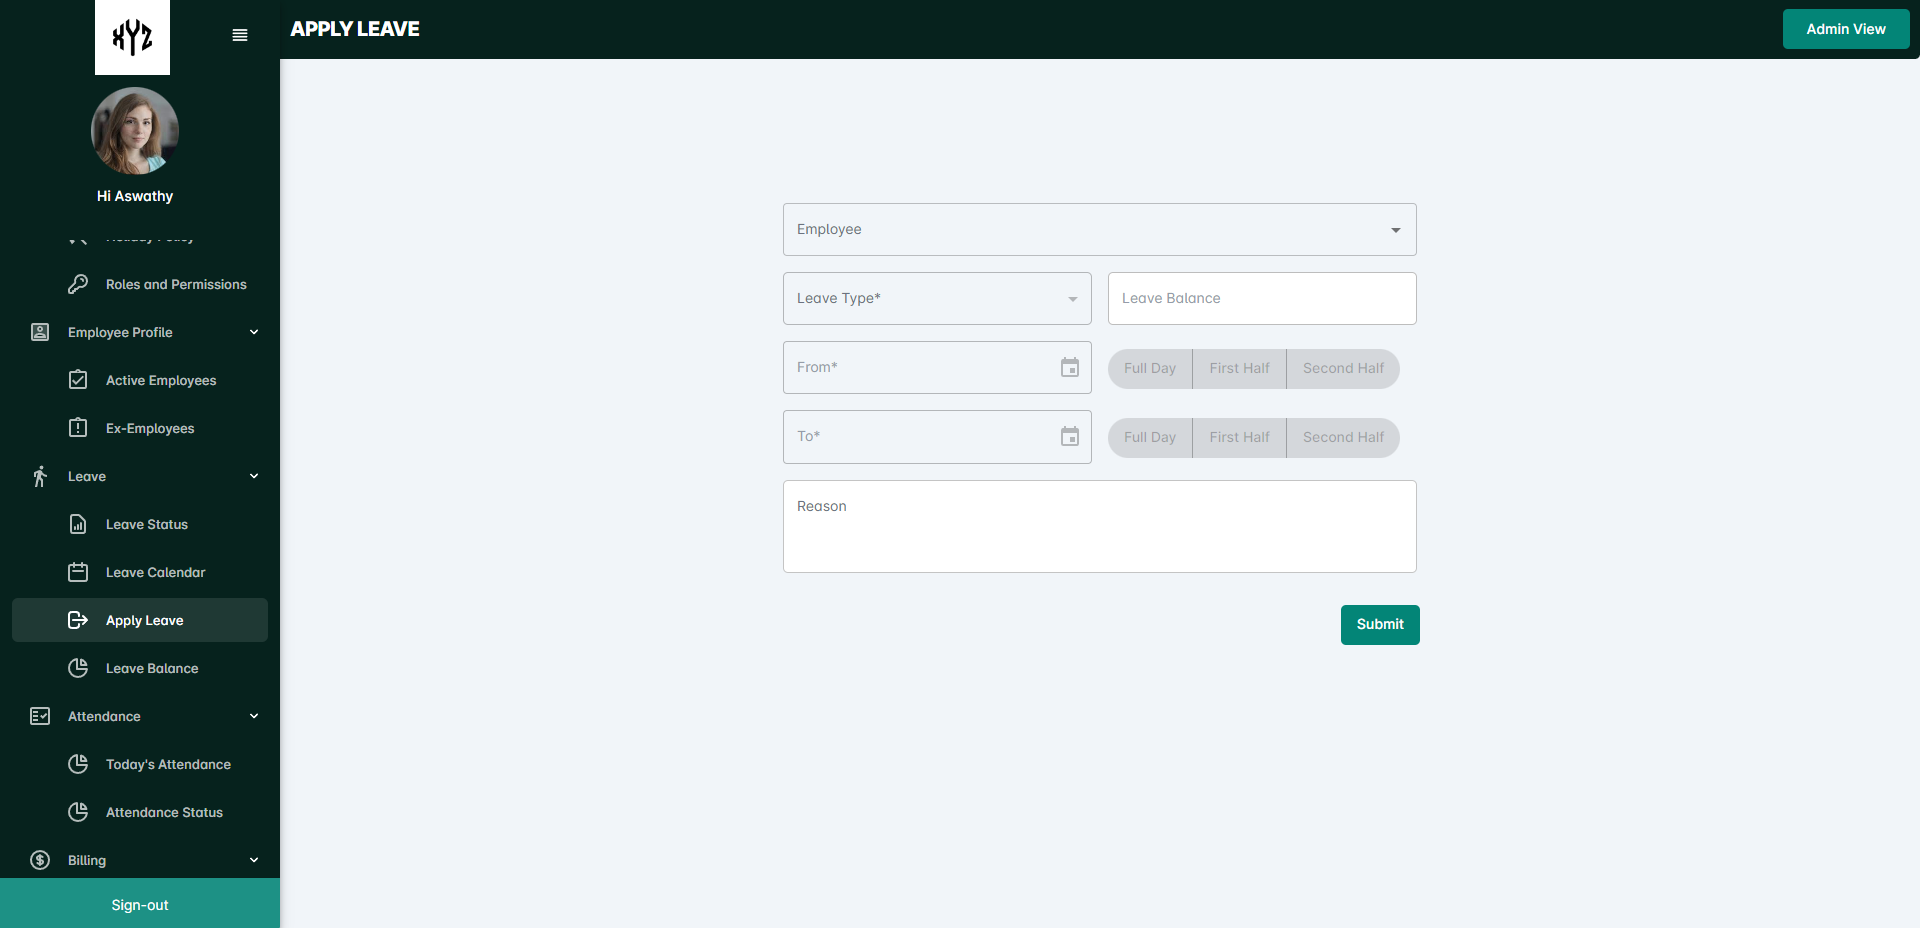 XYZ
APPLY LEAVE
Admin View
Hi Aswathy
Holiday Policy
Roles and Permissions
Employee Profile
Active Employees
Ex-Employees
Leave
Leave Status
Leave Calendar
Apply Leave
Leave Balance
Attendance
Today's Attendance
Attendance Status
Billing
Sign-out
Employee
Leave Type*
Leave Balance
From*
Full Day First Half Second Half
To*
Full Day First Half Second Half
Reason
Submit